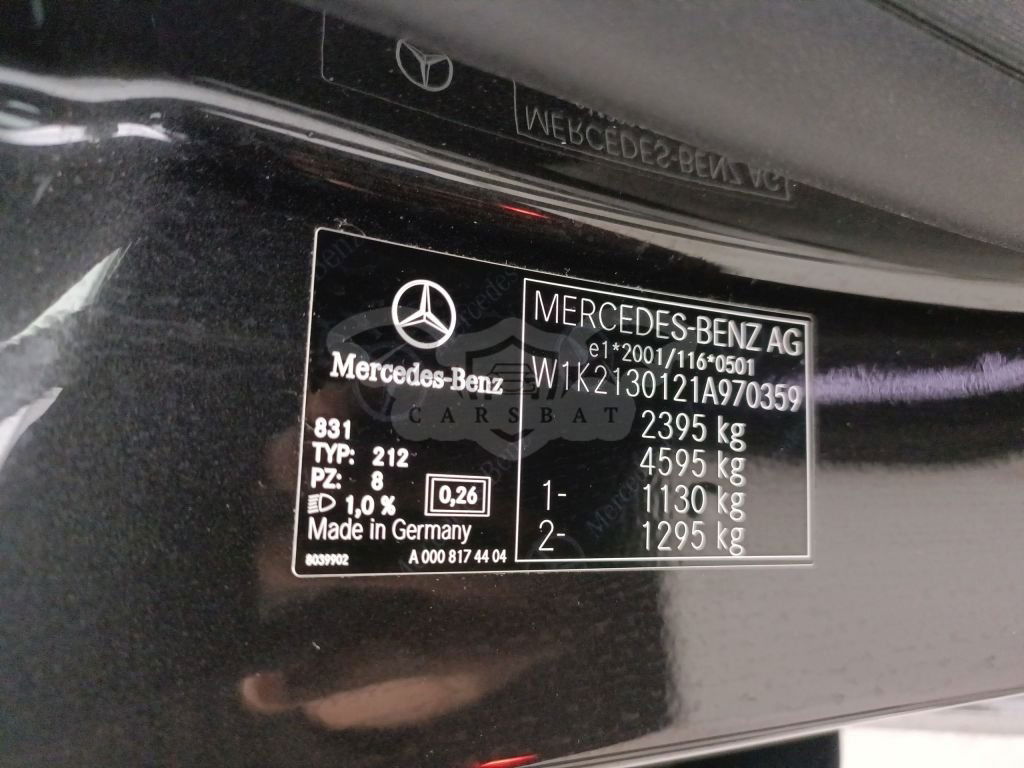 MERCEDES-BENZ AG
Mercedes-Benz
831
TYP: 212
PZ: 8
1,0 %
0,26
Made in Germany
8039902
A 000 817 44 04
MERCEDES-BENZ AG
e1*2001/116*0501
W1K2130121A970359
2395 kg
4595 kg
1- 1130 kg
2- 1295 kg
CARSBAT